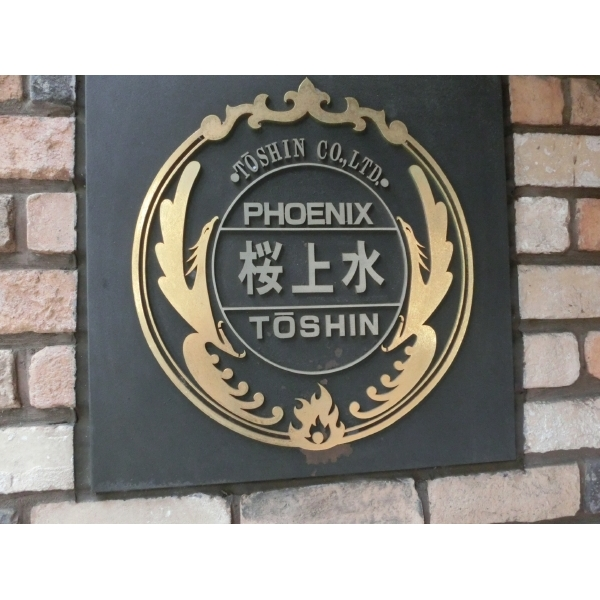 TŌSHIN CO., LTD.
PHOENIX
桜上水
TŌSHIN